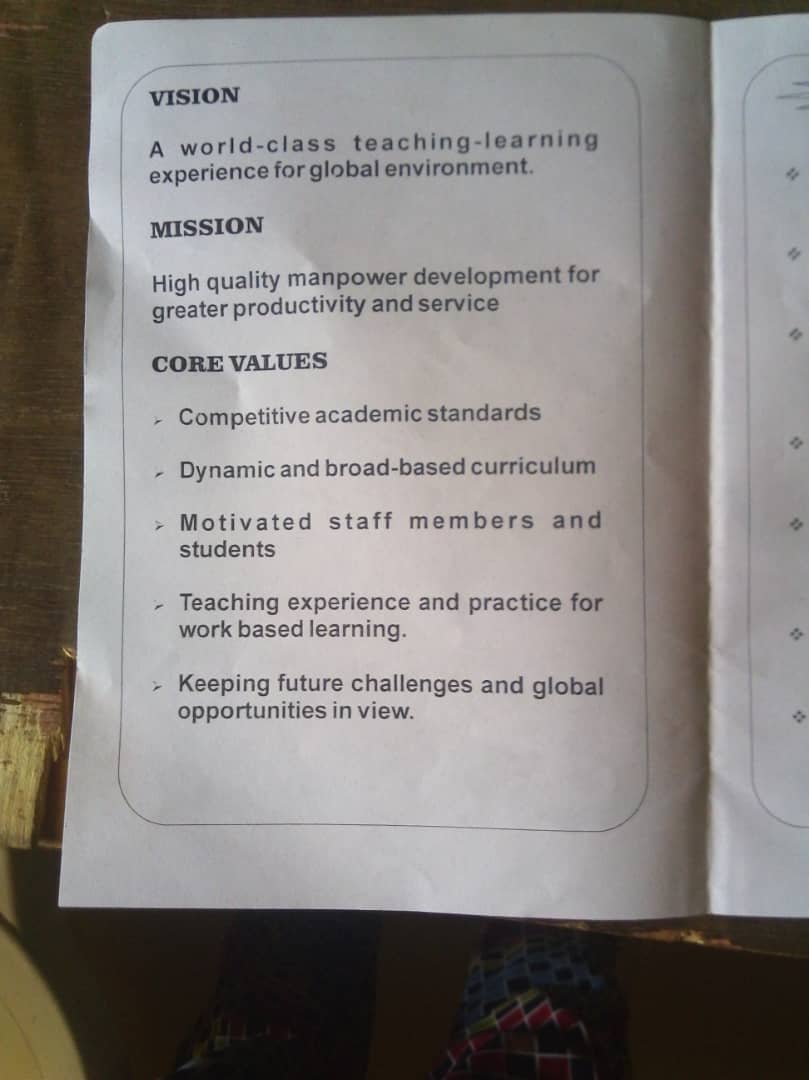 VISION
A world-class teaching-learning
experience for global environment.
MISSION
High quality manpower development for
greater productivity and service
CORE VALUES
➢ Competitive academic standards
➢ Dynamic and broad-based curriculum
➢ Motivated staff members and
students
➢ Teaching experience and practice for
work based learning.
➢ Keeping future challenges and global
opportunities in view.